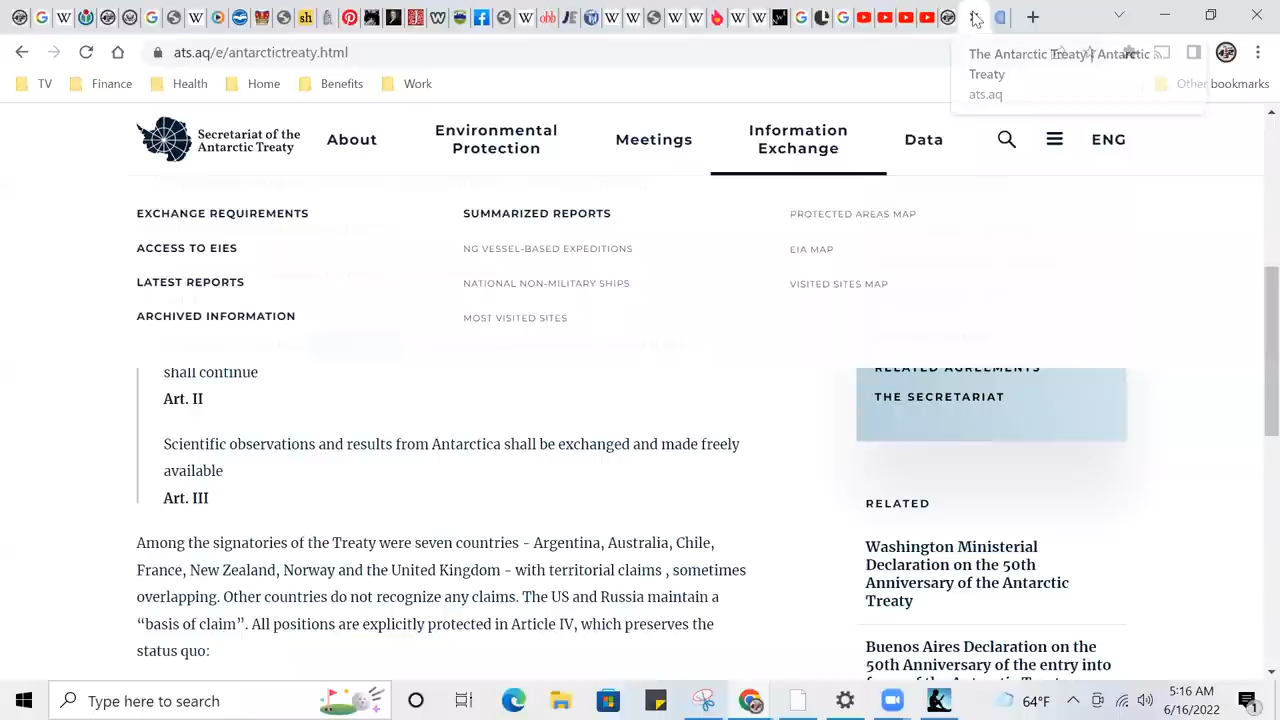 ats.aq/e/antarctictreaty.html
The Antarctic Treaty | Antarctic
Treaty
ats.aq
TV
Finance
Health
Home
Benefits
Work
Other bookmarks
Secretariat of the
Antarctic Treaty
About
Environmental
Protection
Meetings
Information
Exchange
Data
ENG
EXCHANGE REQUIREMENTS
ACCESS TO EIES
LATEST REPORTS
ARCHIVED INFORMATION
SUMMARIZED REPORTS
NG VESSEL-BASED EXPEDITIONS
NATIONAL NON-MILITARY SHIPS
MOST VISITED SITES
PROTECTED AREAS MAP
EIA MAP
VISITED SITES MAP
shall continue
Art. II
Scientific observations and results from Antarctica shall be exchanged and made freely
available
Art. III
Among the signatories of the Treaty were seven countries - Argentina, Australia, Chile,
France, New Zealand, Norway and the United Kingdom - with territorial claims , sometimes
overlapping. Other countries do not recognize any claims. The US and Russia maintain a
“basis of claim”. All positions are explicitly protected in Article IV, which preserves the
status quo:
RELATED AGREEMENTS
THE SECRETARIAT
RELATED
Washington Ministerial
Declaration on the 50th
Anniversary of the Antarctic
Treaty
Buenos Aires Declaration on the
50th Anniversary of the entry into
Type here to search
64°F
5:16 AM
6/16/2022
1